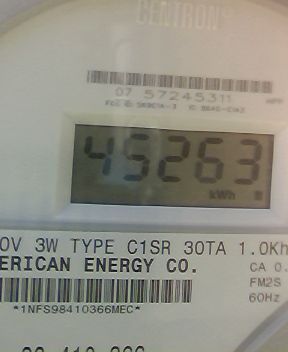 CENTRON®
07 57245311
45263
kWh
0V 3W TYPE C1SR 30TA 1.0Kh
ERICAN ENERGY CO.
CA 0.
FM2S
60Hz
*1NFS98410366MEC*